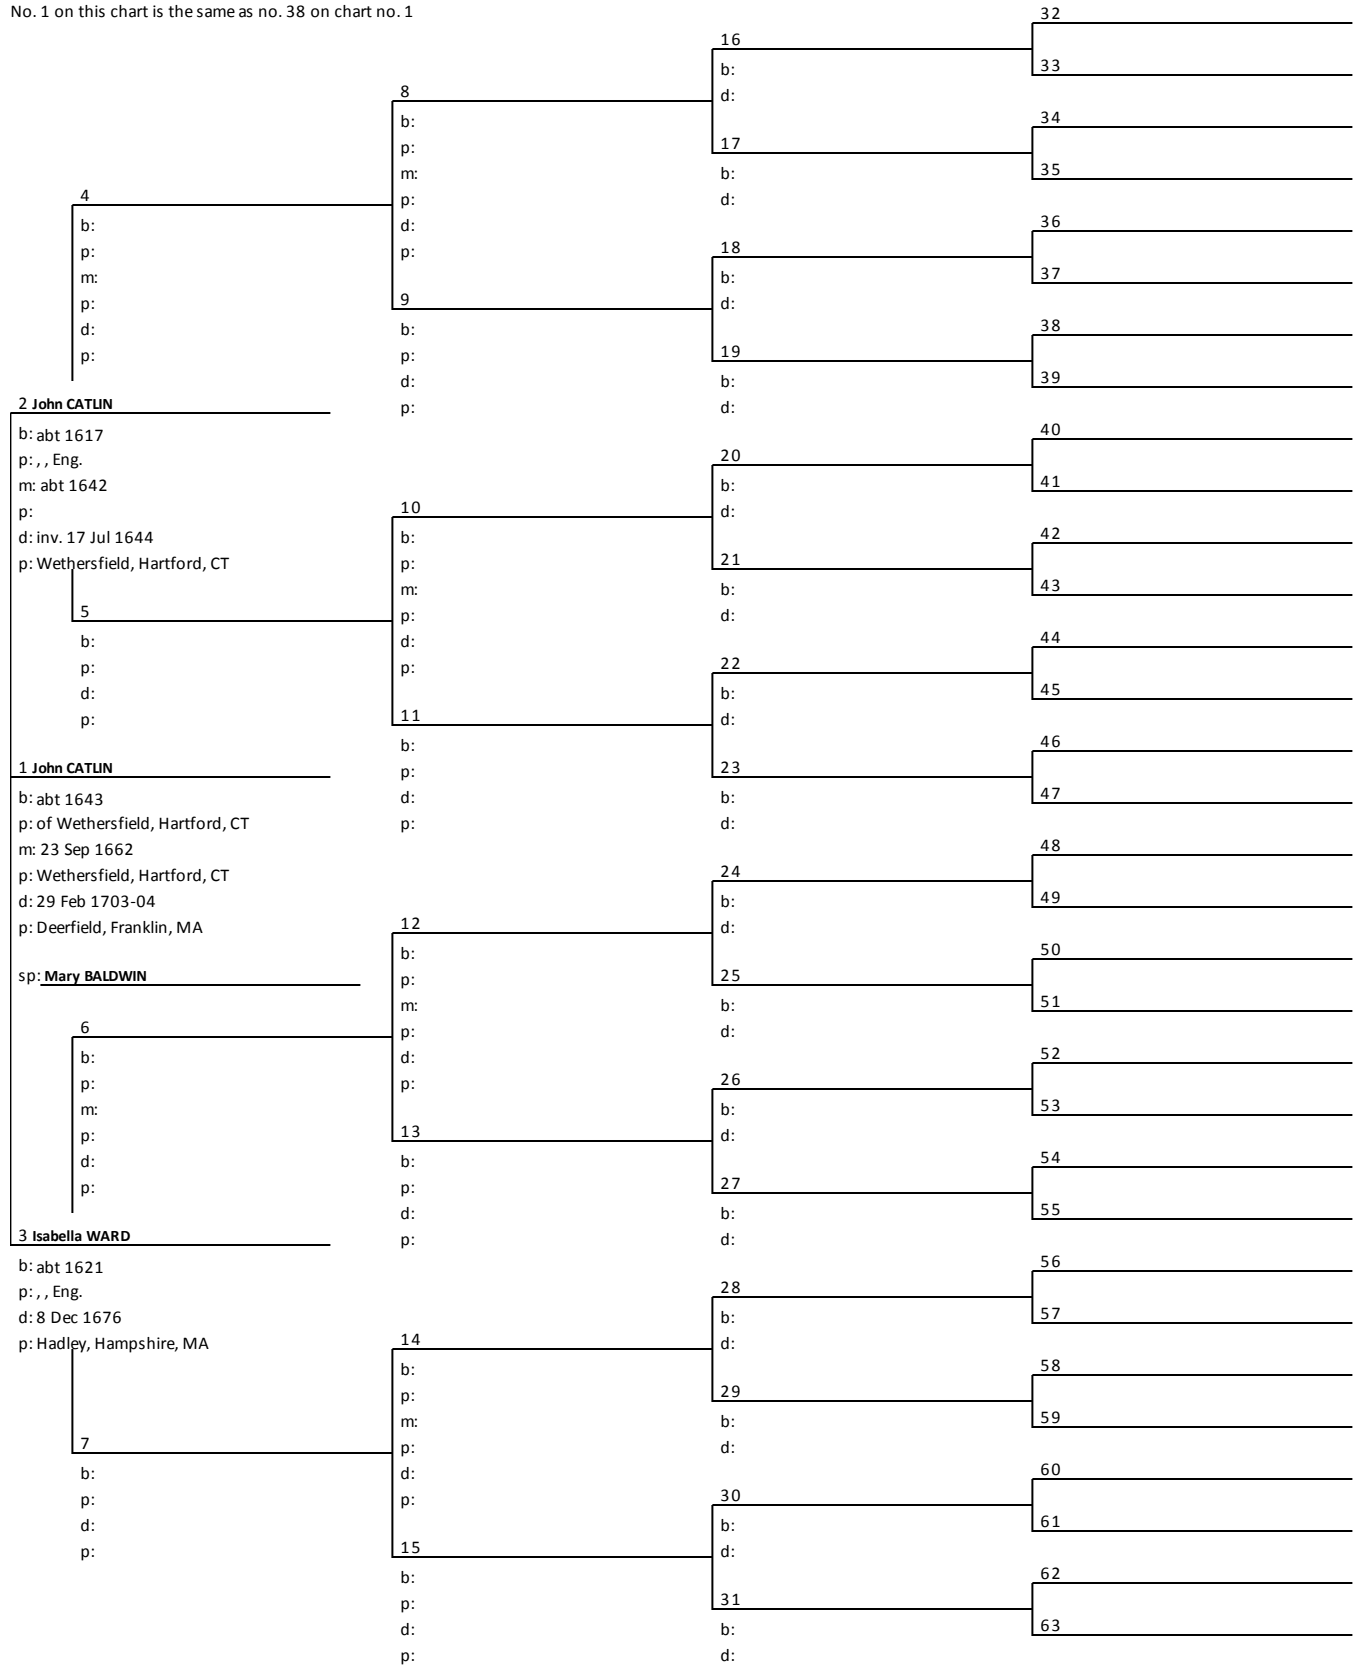 No. 1 on this chart is the same as no. 38 on chart no. 1
4
b:
p:
m:
p:
d:
p:
2 John CATLIN
b: abt 1617
p: , , Eng.
m: abt 1642
p:
d: inv. 17 Jul 1644
p: Wethersfield, Hartford, CT
5
b:
p:
d:
p:
1 John CATLIN
b: abt 1643
p: of Wethersfield, Hartford, CT
m: 23 Sep 1662
p: Wethersfield, Hartford, CT
d: 29 Feb 1703-04
p: Deerfield, Franklin, MA
sp: Mary BALDWIN
6
b:
p:
m:
p:
d:
p:
3 Isabella WARD
b: abt 1621
p: , , Eng.
d: 8 Dec 1676
p: Hadley, Hampshire, MA
7
b:
p:
d:
p:
8
b:
p:
m:
p:
d:
p:
9
b:
p:
d:
p:
10
b:
p:
m:
p:
d:
p:
11
b:
p:
d:
p:
12
b:
p:
m:
p:
d:
p:
13
b:
p:
d:
p:
14
b:
p:
m:
p:
d:
p:
15
b:
p:
d:
p:
16
b:
d:
17
b:
d:
18
b:
d:
19
b:
d:
20
b:
d:
21
b:
d:
22
b:
d:
23
b:
d:
24
b:
d:
25
b:
d:
26
b:
d:
27
b:
d:
28
b:
d:
29
b:
d:
30
b:
d:
31
b:
d:
32
33
34
35
36
37
38
39
40
41
42
43
44
45
46
47
48
49
50
51
52
53
54
55
56
57
58
59
60
61
62
63